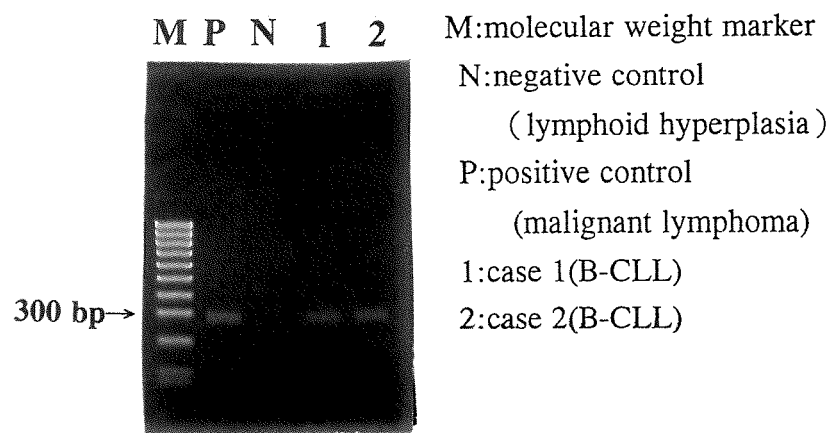 M P N 1 2
M:molecular weight marker
N:negative control
(lymphoid hyperplasia)
P:positive control
(malignant lymphoma)
1:case 1(B-CLL)
300 bp→
2:case 2(B-CLL)